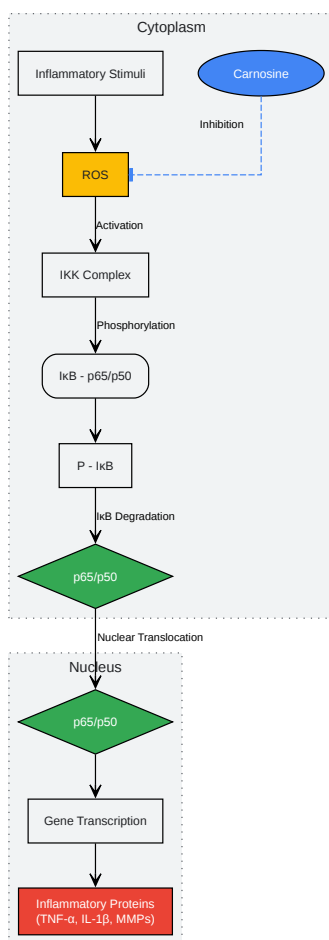 Cytoplasm
Inflammatory Stimuli
Carnosine
Inhibition
ROS
Activation
IKK Complex
Phosphorylation
IκB - p65/p50
P - IκB
IκB Degradation
p65/p50
Nuclear Translocation
Nucleus
p65/p50
Gene Transcription
Inflammatory Proteins
(TNF-α, IL-1β, MMPs)